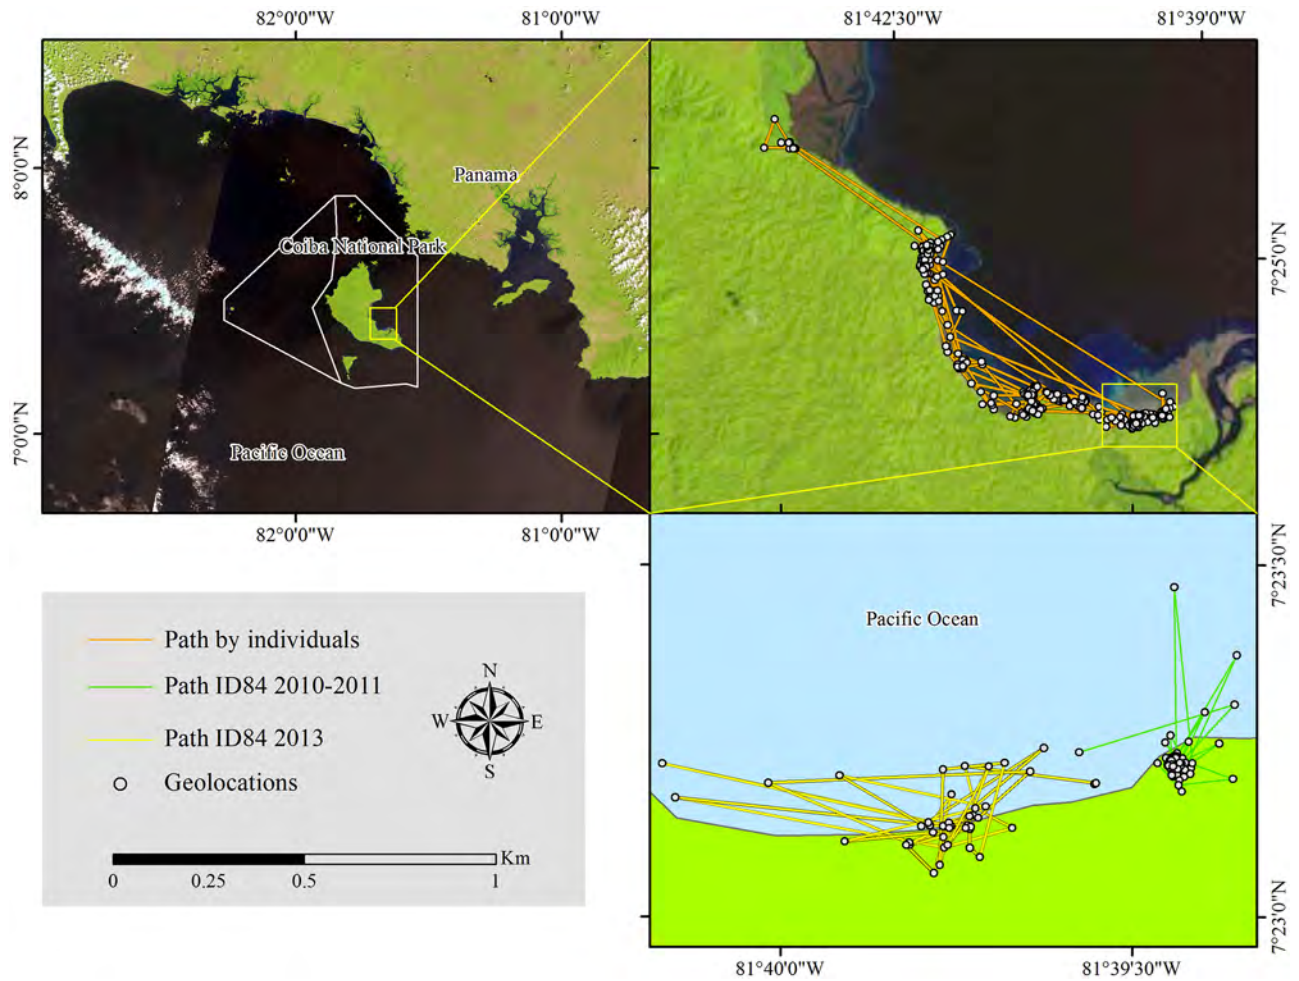 82°0'0"W
81°0'0"W
81°42'30"W
81°39'0"W
8°0'0"N
7°0'0"N
Panama
Coiba National Park
Pacific Ocean
7°25'0"N
82°0'0"W
81°0'0"W
Path by individuals
Path ID84 2010-2011
Path ID84 2013
Geolocations
N
W
E
S
Km
0
0.25
0.5
1
Pacific Ocean
7°23'30"N
7°23'0"N
81°40'0"W
81°39'30"W